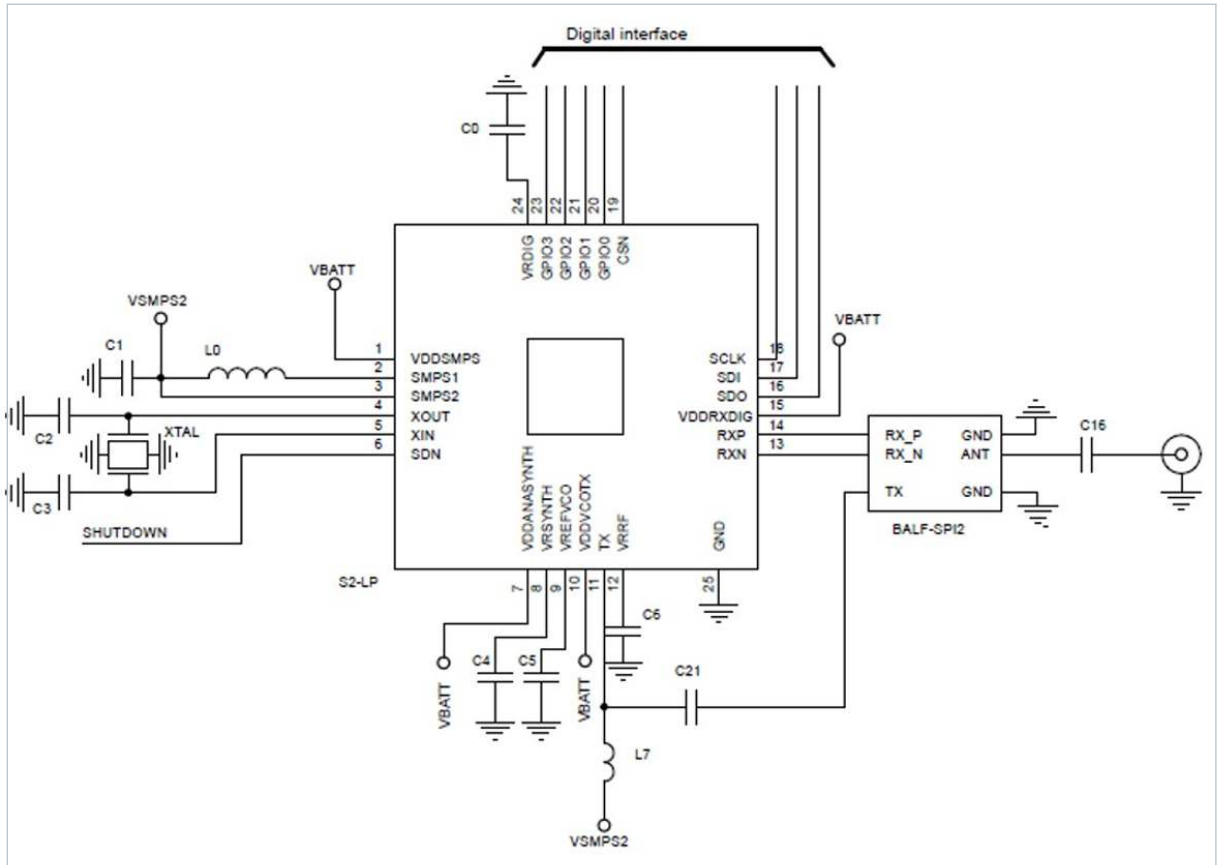 Digital interface
C0
24
23
22
21
20
19
VRDIG
GPIO3
GPIO2
GPIO1
GPIO0
CSN
VBATT
VSMPS2
VBATT
C1
L0
1
VDDSMPS
SCLK
18
2
SMPS1
SDI
17
3
SMPS2
SDO
16
4
XOUT
VDDRXDIG
15
5
XIN
RXP
14
6
SDN
RXN
13
C2
XTAL
C3
SHUTDOWN
RX_P
GND
RX_N
ANT
TX
GND
C16
BALF-SPI2
VDDANASYNTH
VRSYNTH
VREFVCO
VDDVCOTX
TX
VRRF
GND
S2-LP
7
8
9
10
11
12
25
C6
C4
C5
C21
VBATT
VBATT
L7
VSMPS2